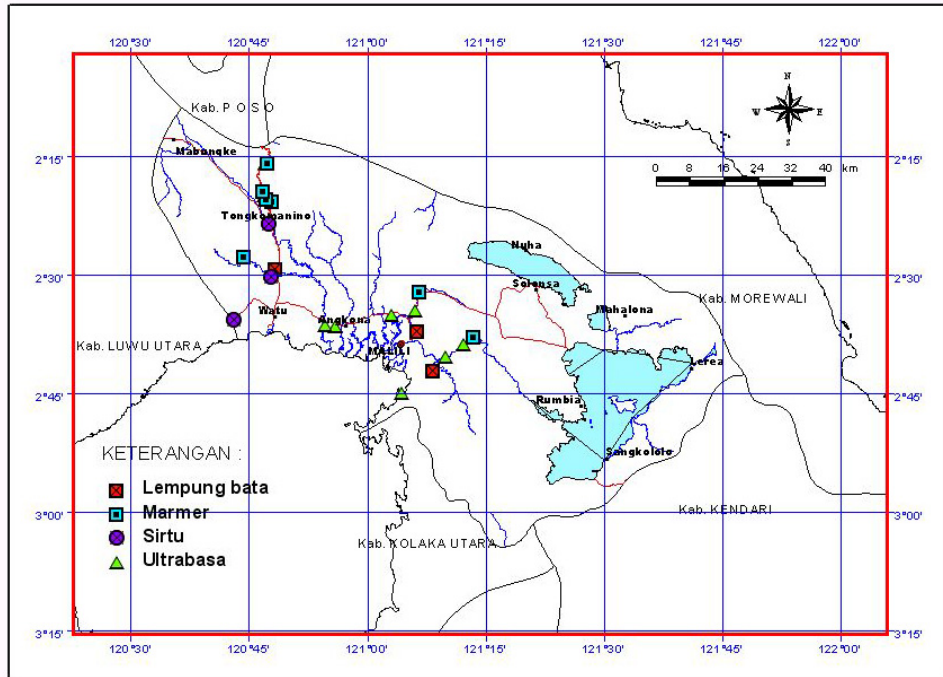 120°30' 120°45' 121°00' 121°15' 121°30' 121°45' 122°00'
Kab. P O S O
N
W E
S
Mabongke
2°15' 2°15'
0 8 16 24 32 40 km
Tongkomanino
Nuha
2°30' 2°30'
Solonsa
Kab. MOREWALI
Watu
Angkona
Mahalona
Kab. LUWU UTARA
MALILI
Lerea
2°45' 2°45'
Rumbia
KETERANGAN :
Sangkololo
Lempung bata
Marmer
3°00' 3°00'
Kab. KENDARI
Sirtu
Kab. KOLAKA UTARA
Ultrabasa
3°15' 3°15'
120°30' 120°45' 121°00' 121°15' 121°30' 121°45' 122°00'